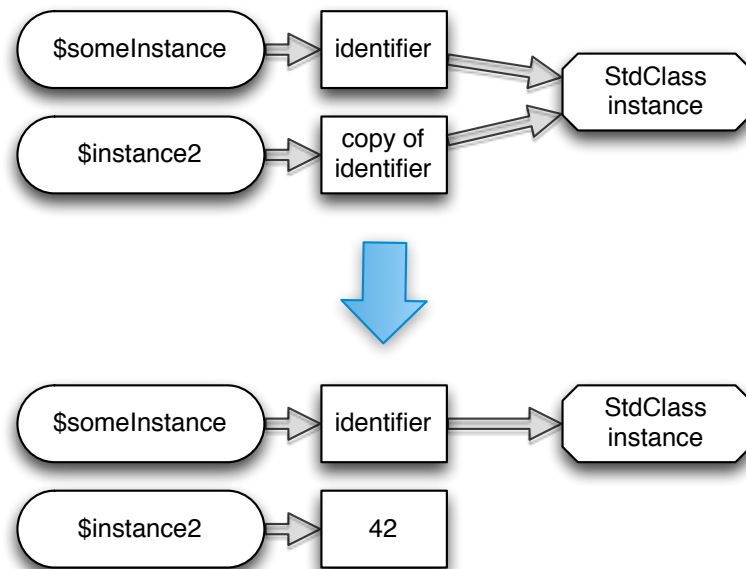 $someInstance
identifier
StdClass
instance
$instance2
copy of
identifier
$someInstance
identifier
StdClass
instance
$instance2
42